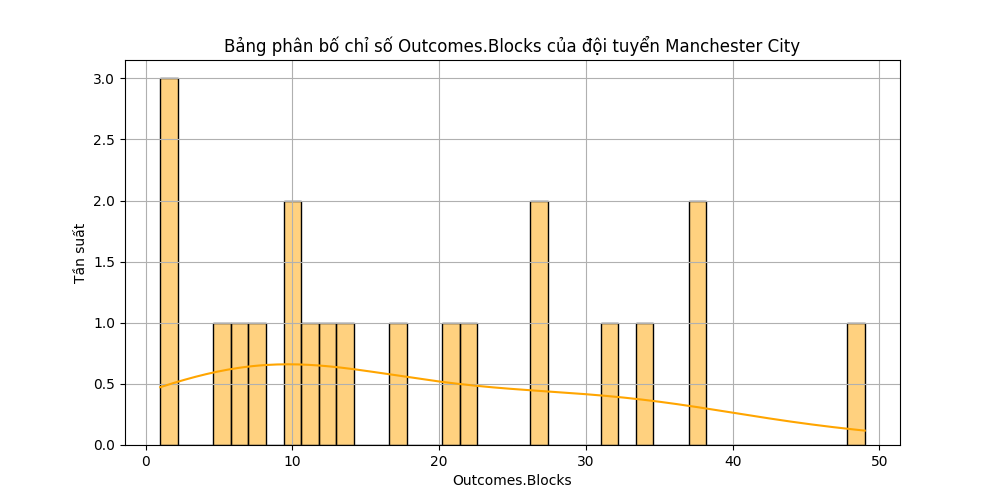 Bảng phân bố chỉ số Outcomes.Blocks của đội tuyển Manchester City
Tần suất
3.0
2.5
2.0
1.5
1.0
0.5
0.0
0 10 20 30 40 50
Outcomes.Blocks